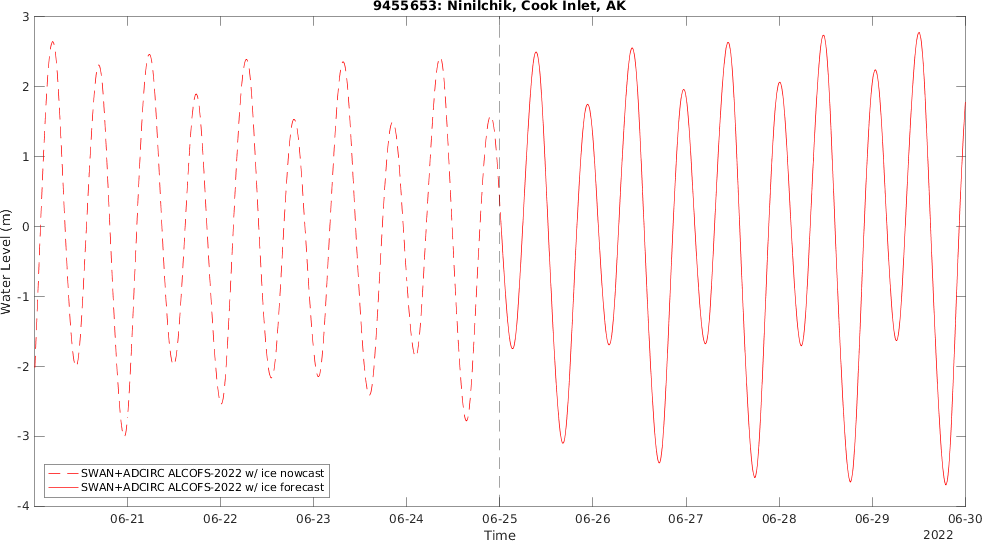 9455653: Ninilchik, Cook Inlet, AK
3
2
1
0
-1
-2
-3
-4
Water Level (m)
SWAN+ADCIRC ALCOFS-2022 w/ ice nowcast
SWAN+ADCIRC ALCOFS-2022 w/ ice forecast
06-21 06-22 06-23 06-24 06-25 06-26 06-27 06-28 06-29 06-30
Time
2022